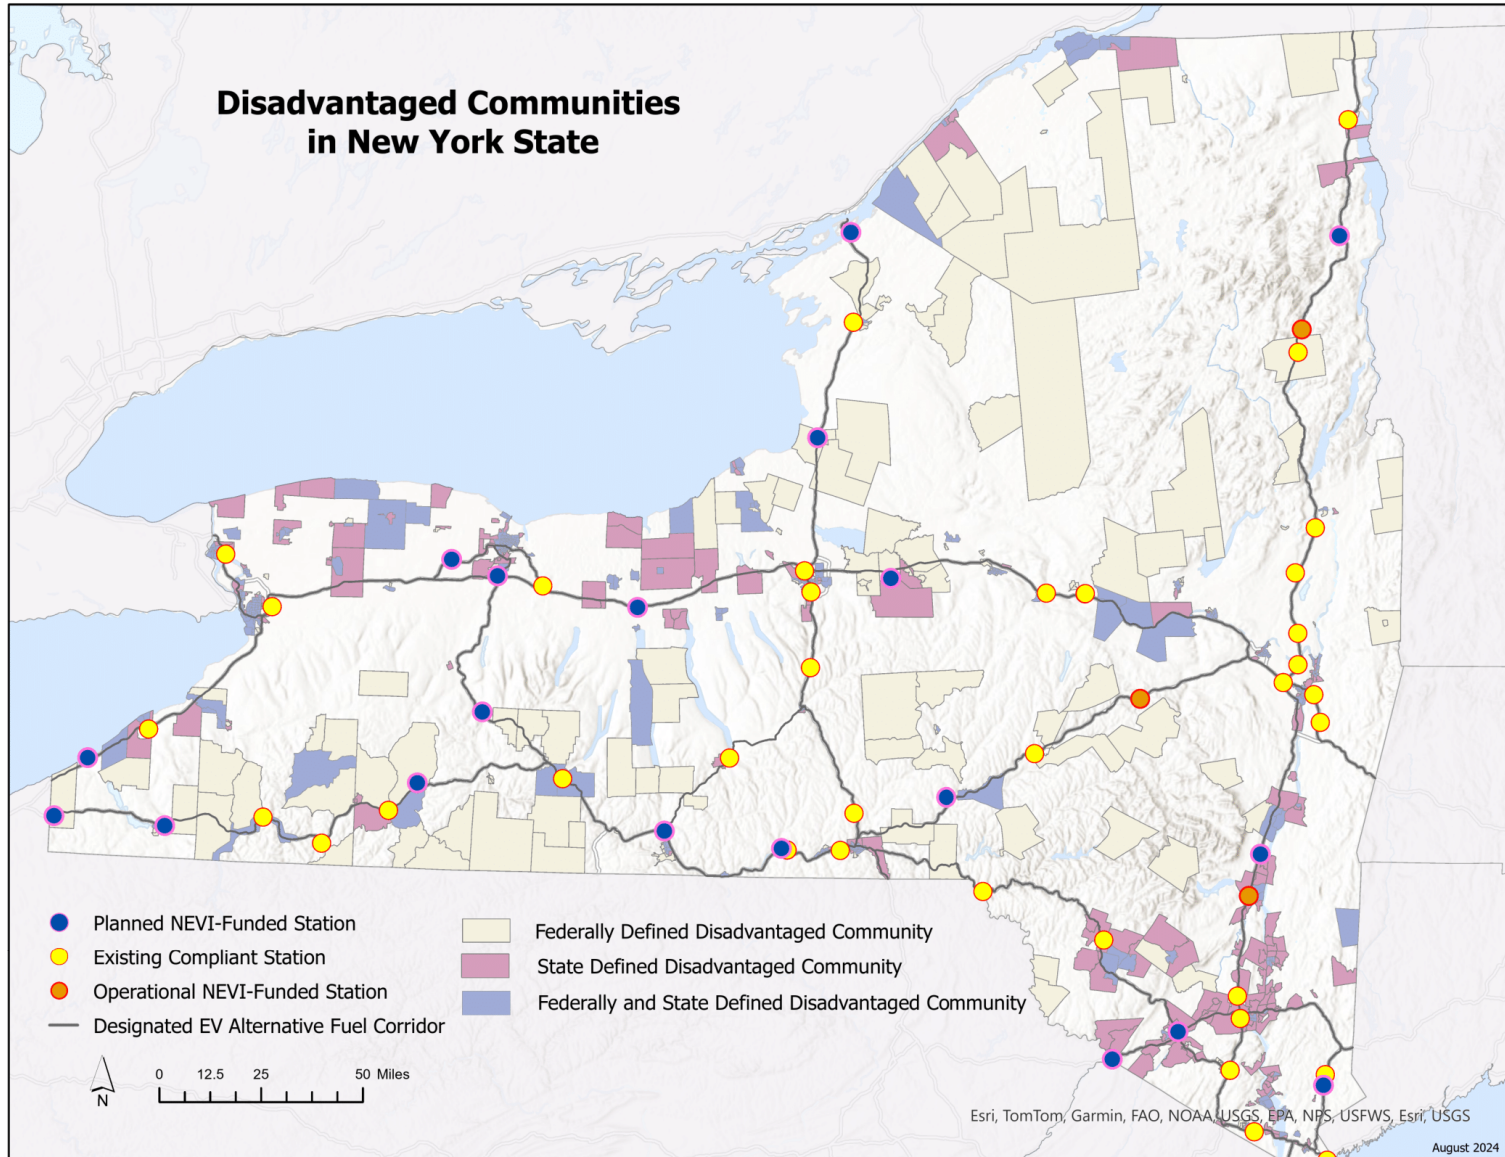 Disadvantaged Communities
in New York State
Planned NEVI-Funded Station
Existing Compliant Station
Operational NEVI-Funded Station
Designated EV Alternative Fuel Corridor
Federally Defined Disadvantaged Community
State Defined Disadvantaged Community
Federally and State Defined Disadvantaged Community
N
0 12.5 25 50 Miles
Esri, TomTom, Garmin, FAO, NOAA, USGS, EPA, NPS, USFWS, Esri, USGS
August 2024